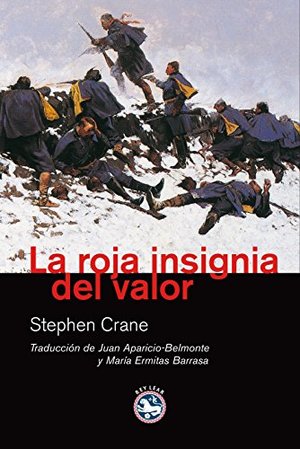 La roja insignia
del valor
Stephen Crane
Traducción de Juan Aparicio-Belmonte
y María Ermitas Barrasa
REY LEAR